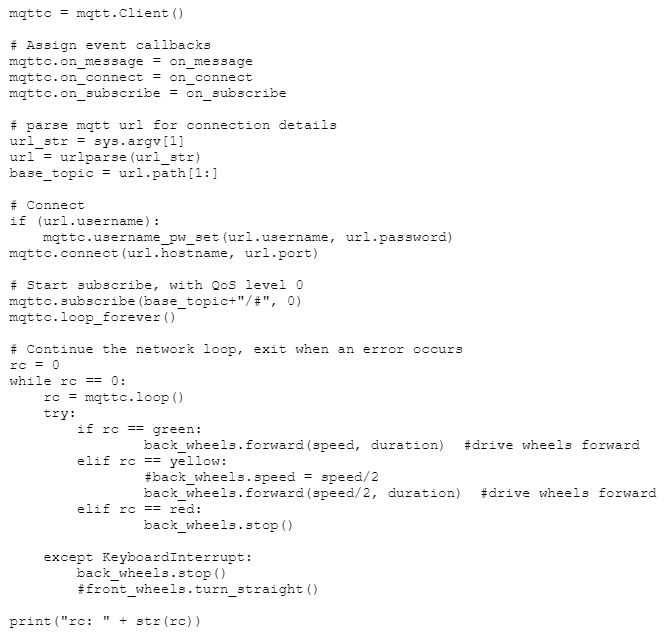 mqttc = mqtt.Client()

# Assign event callbacks
mqttc.on_message = on_message
mqttc.on_connect = on_connect
mqttc.on_subscribe = on_subscribe

# parse mqtt url for connection details
url_str = sys.argv[1]
url = urlparse(url_str)
base_topic = url.path[1:]

# Connect
if (url.username):
    mqttc.username_pw_set(url.username, url.password)
mqttc.connect(url.hostname, url.port)

# Start subscribe, with QoS level 0
mqttc.subscribe(base_topic+"/#", 0)
mqttc.loop_forever()

# Continue the network loop, exit when an error occurs
rc = 0
while rc == 0:
    rc = mqttc.loop()
    try:
        if rc == green:
                back_wheels.forward(speed, duration)  #drive wheels forward
        elif rc == yellow:
                #back_wheels.speed = speed/2
                back_wheels.forward(speed/2, duration)  #drive wheels forward
        elif rc == red:
                back_wheels.stop()

    except KeyboardInterrupt:
        back_wheels.stop()
        #front_wheels.turn_straight()

print("rc: " + str(rc))